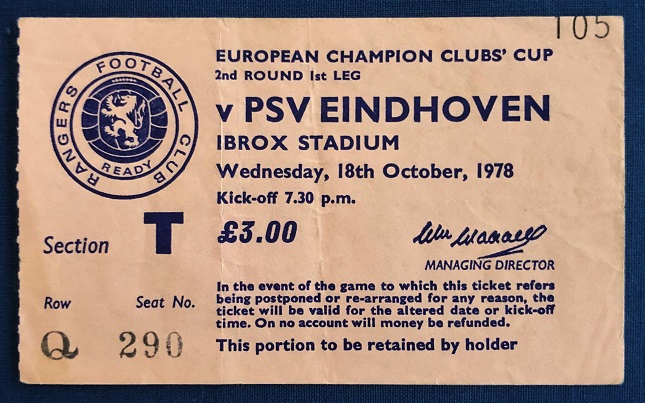 105
RANGERS FOOTBALL CLUB
READY
EUROPEAN CHAMPION CLUBS' CUP
2nd ROUND 1st LEG
v PSV EINDHOVEN
IBROX STADIUM
Wednesday, 18th October, 1978
Kick-off 7.30 p.m.
Section T £3.00
MANAGING DIRECTOR
In the event of the game to which this ticket refers
being postponed or re-arranged for any reason, the
ticket will be valid for the altered date or kick-off
time. On no account will money be refunded.
Row Seat No.
Q 290
This portion to be retained by holder